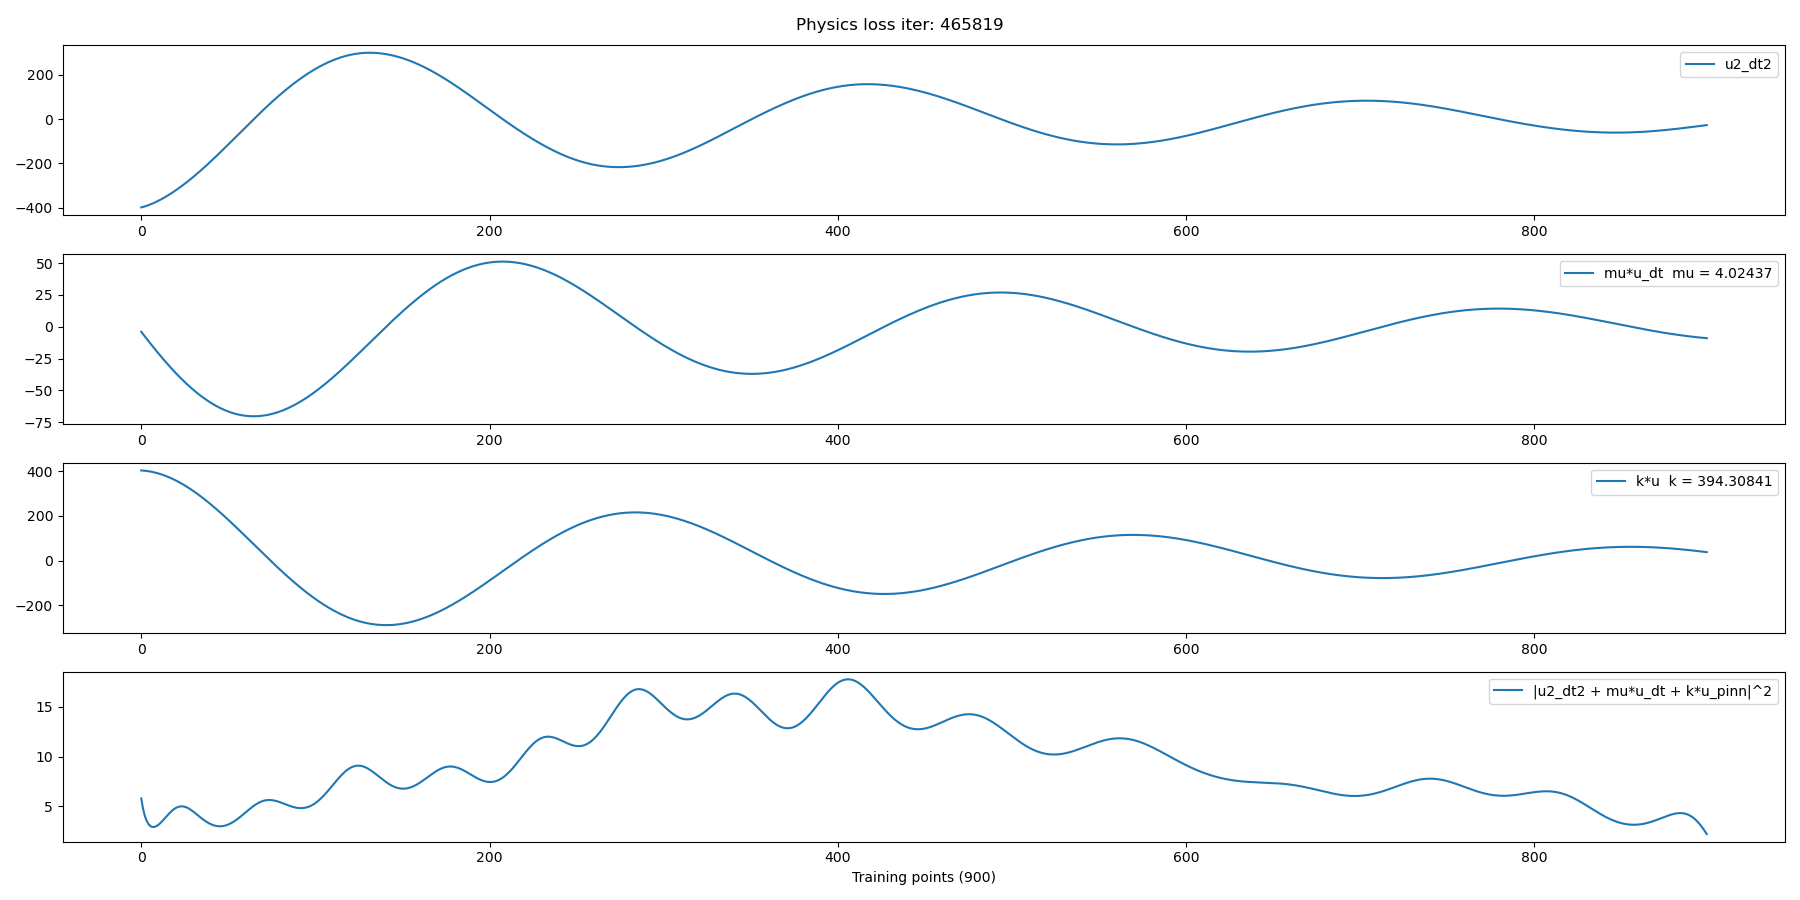 Physics loss iter: 465819
u2_dt2
200
0
−200
−400
0 200 400 600 800
mu*u_dt mu = 4.02437
50
25
0
−25
−50
−75
0 200 400 600 800
k*u k = 394.30841
400
200
0
−200
0 200 400 600 800
|u2_dt2 + mu*u_dt + k*u_pinn|^2
15
10
5
0 200 400 600 800
Training points (900)